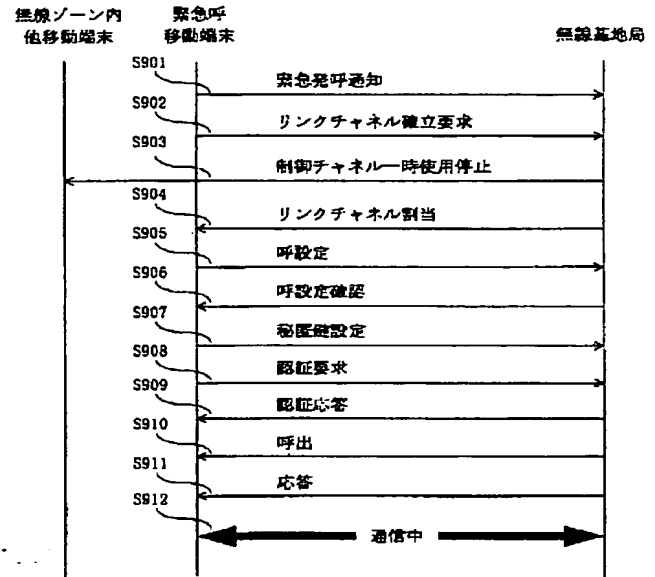 無線ゾーン内
他移動端末
緊急呼
移動端末
無線基地局
S901
緊急発呼通知
S902
リンクチャネル確立要求
S903
制御チャネル一時使用停止
S904
リンクチャネル割当
S905
呼設定
S906
呼設定確認
S907
秘匿鍵設定
S908
認証要求
S909
認証応答
S910
呼出
S911
応答
S912
通信中